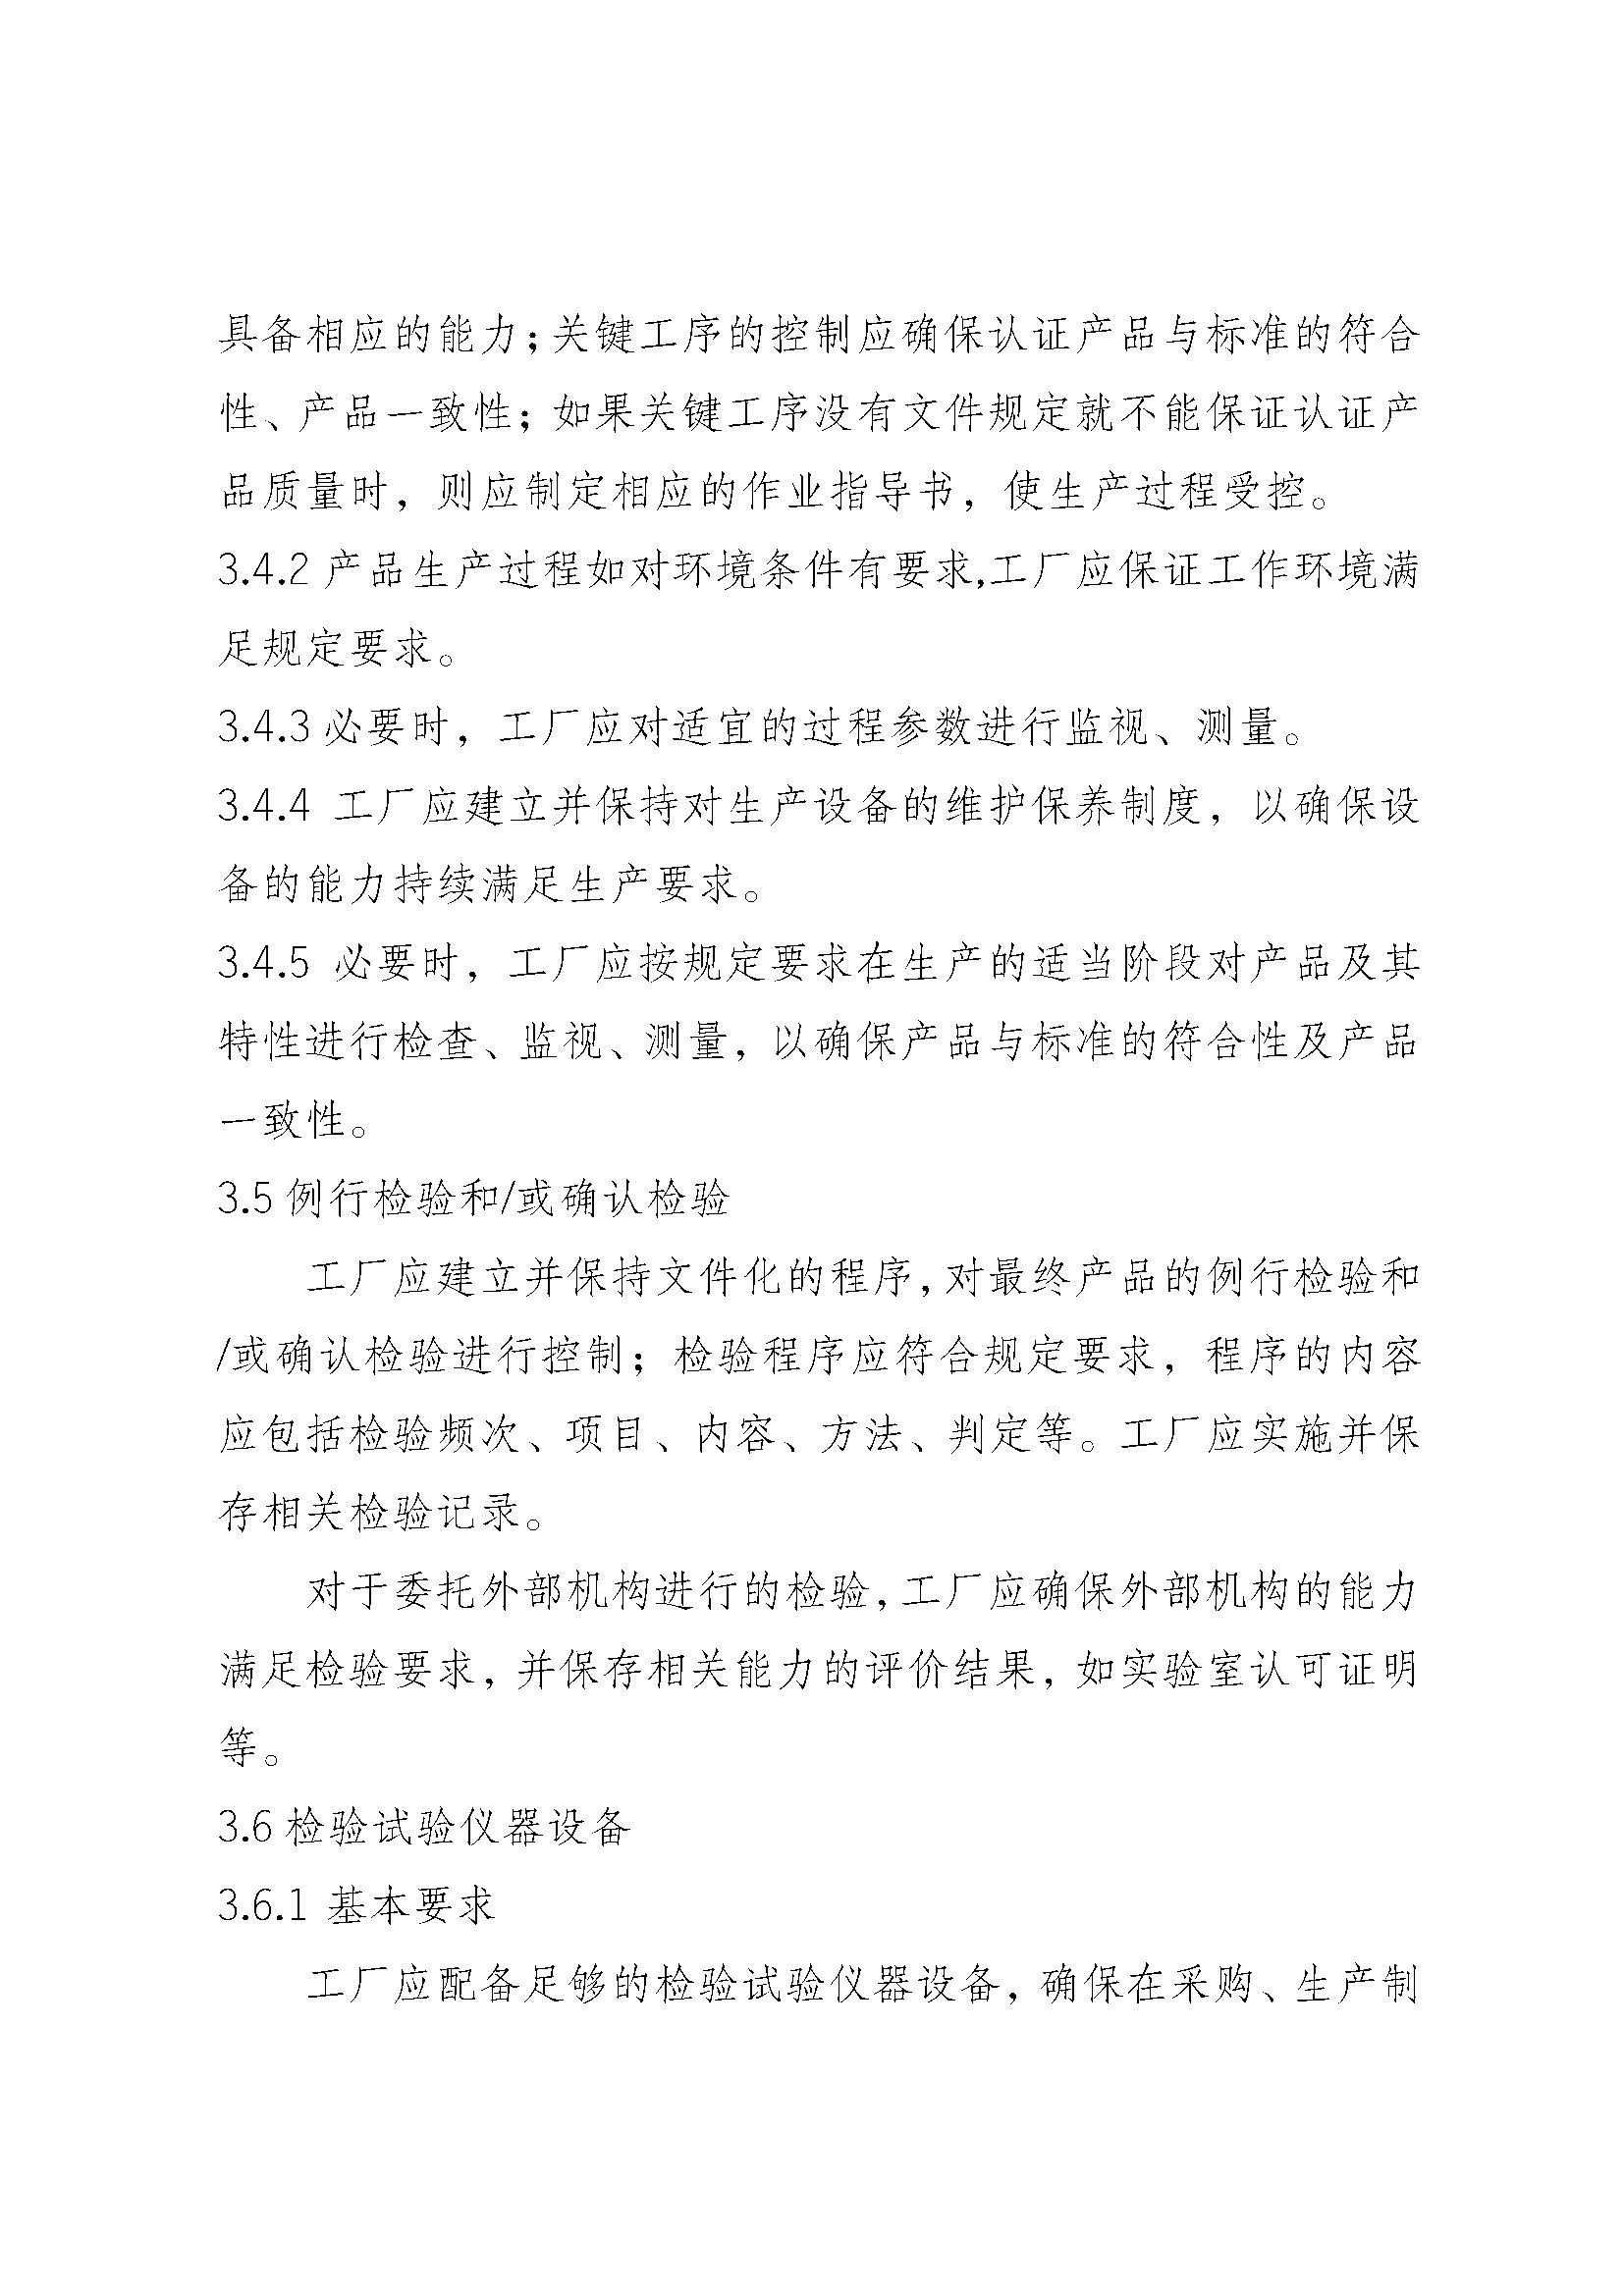 具备相应的能力；关键工序的控制应确保认证产品与标准的符合
性、产品一致性；如果关键工序没有文件规定就不能保证认证产
品质量时，则应制定相应的作业指导书，使生产过程受控。
3.4.2 产品生产过程如对环境条件有要求,工厂应保证工作环境满
足规定要求。
3.4.3 必要时，工厂应对适宜的过程参数进行监视、测量。
3.4.4 工厂应建立并保持对生产设备的维护保养制度，以确保设
备的能力持续满足生产要求。
3.4.5 必要时，工厂应按规定要求在生产的适当阶段对产品及其
特性进行检查、监视、测量，以确保产品与标准的符合性及产品
一致性。
3.5 例行检验和/或确认检验
工厂应建立并保持文件化的程序，对最终产品的例行检验和
/或确认检验进行控制；检验程序应符合规定要求，程序的内容
应包括检验频次、项目、内容、方法、判定等。工厂应实施并保
存相关检验记录。
对于委托外部机构进行的检验，工厂应确保外部机构的能力
满足检验要求，并保存相关能力的评价结果，如实验室认可证明
等。
3.6 检验试验仪器设备
3.6.1 基本要求
工厂应配备足够的检验试验仪器设备，确保在采购、生产制